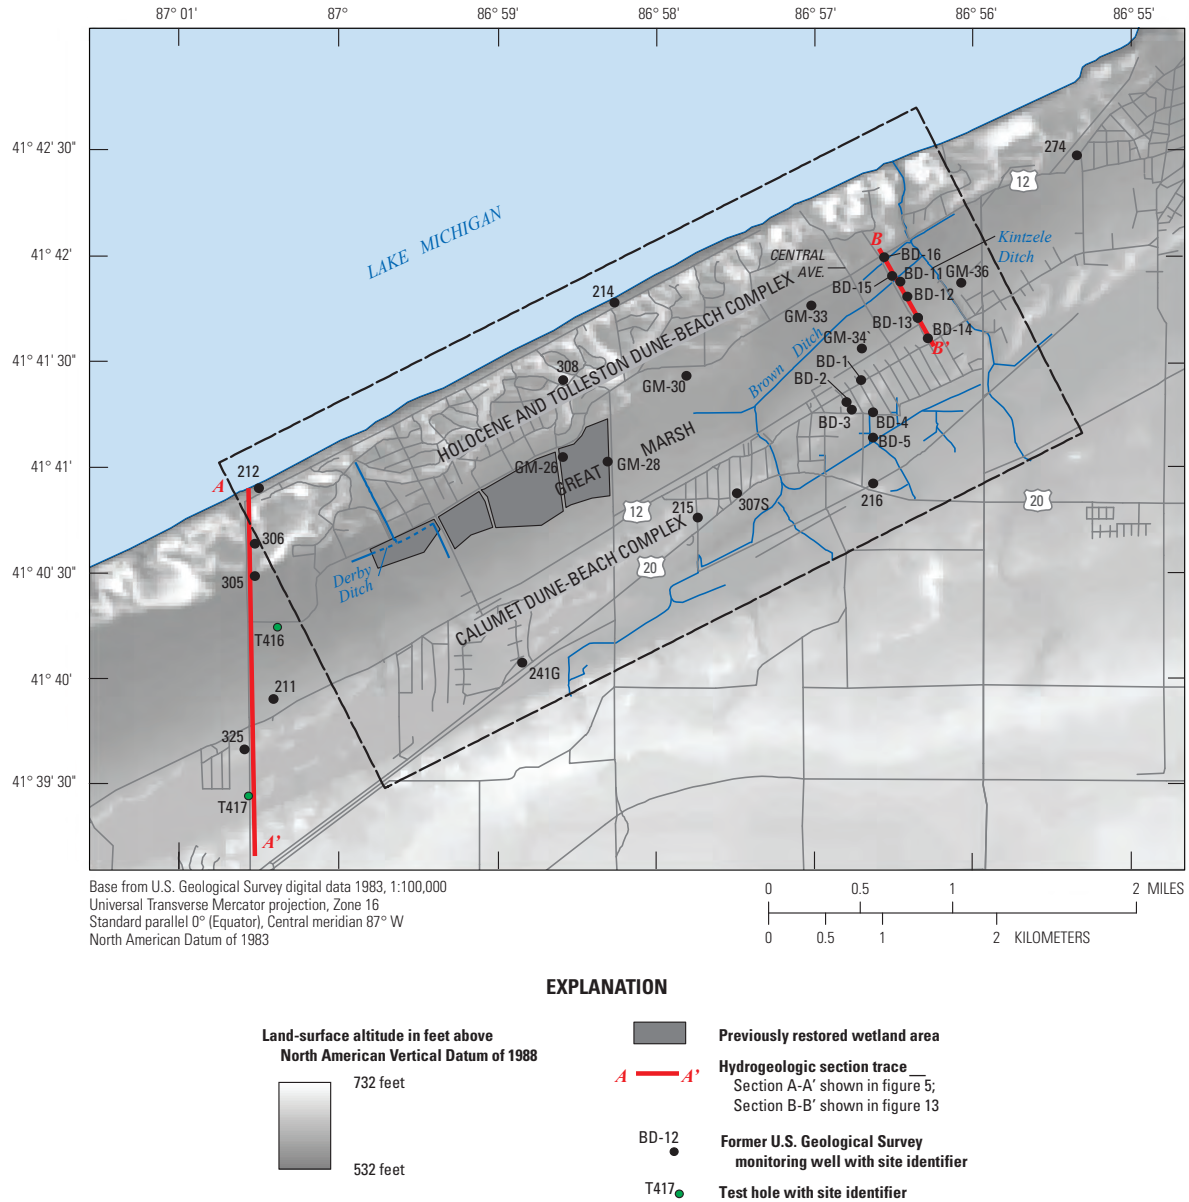 87° 01'
87°
86° 59'
86° 58'
86° 57'
86° 56'
86° 55'
41° 42' 30"
41° 42'
41° 41' 30"
41° 41'
41° 40' 30"
41° 40'
41° 39' 30"
LAKE MICHIGAN
274
12
B
BD-16
CENTRAL
AVE.
Kintzele
Ditch
BD-11
GM-36
BD-15
BD-12
214
GM-33
BD-13
BD-14
B'
GM-34
Brown Ditch
BD-1
BD-2
308
GM-30
BD-3
BD-4
BD-5
HOLOCENE AND TOLLESTON DUNE-BEACH COMPLEX
GREAT MARSH
GM-26
GM-28
212
A
216
307S
215
12
20
20
306
305
Derby
Ditch
CALUMET DUNE-BEACH COMPLEX
T416
241G
211
325
T417
A'
Base from U.S. Geological Survey digital data 1983, 1:100,000
Universal Transverse Mercator projection, Zone 16
Standard parallel 0° (Equator), Central meridian 87° W
North American Datum of 1983
0 0.5 1 2 MILES
0 0.5 1 2 KILOMETERS
EXPLANATION
Land-surface altitude in feet above
North American Vertical Datum of 1988
732 feet
532 feet
Previously restored wetland area
A A'
Hydrogeologic section trace
Section A-A' shown in figure 5;
Section B-B' shown in figure 13
BD-12
Former U.S. Geological Survey
monitoring well with site identifier
T417
Test hole with site identifier